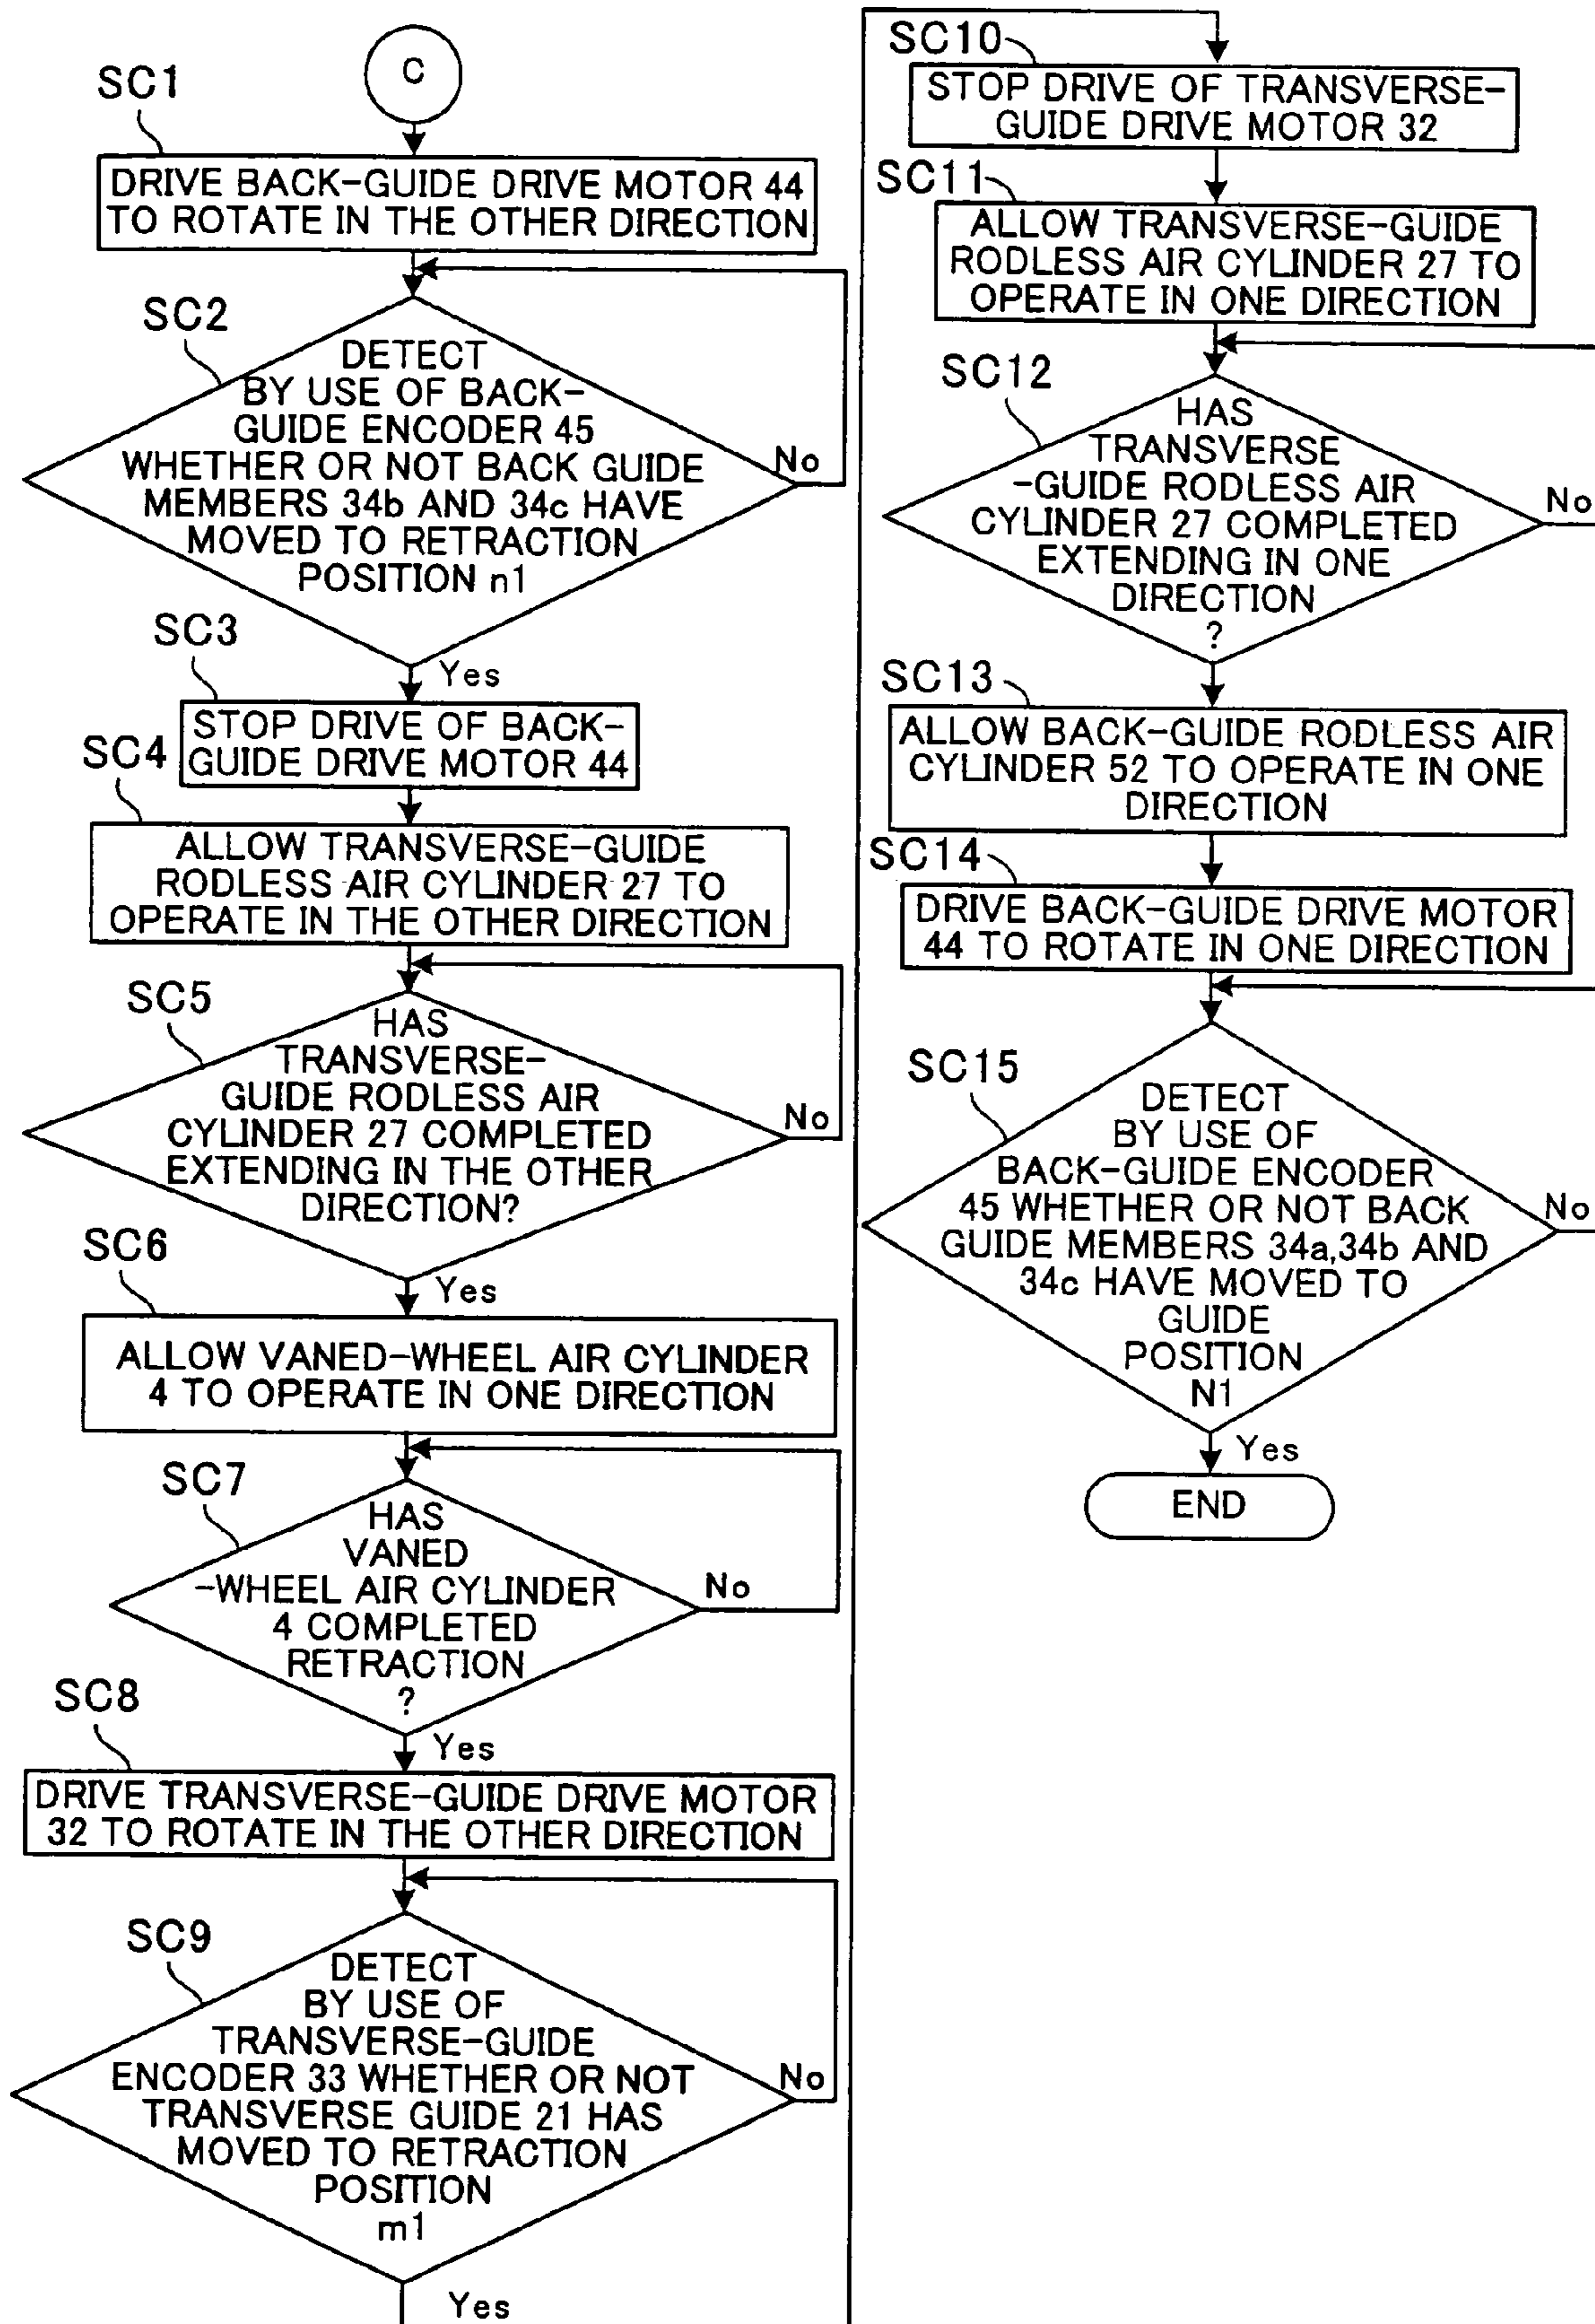 C
SC1
DRIVE BACK-GUIDE DRIVE MOTOR 44
TO ROTATE IN THE OTHER DIRECTION
SC2
DETECT
BY USE OF BACK-
GUIDE ENCODER 45
WHETHER OR NOT BACK GUIDE
MEMBERS 34b AND 34c HAVE
MOVED TO RETRACTION
POSITION n1
No
Yes
SC3
STOP DRIVE OF BACK-
GUIDE DRIVE MOTOR 44
SC4
ALLOW TRANSVERSE-GUIDE
RODLESS AIR CYLINDER 27 TO
OPERATE IN THE OTHER DIRECTION
SC5
HAS
TRANSVERSE-
GUIDE RODLESS AIR
CYLINDER 27 COMPLETED
EXTENDING IN THE OTHER
DIRECTION?
No
Yes
SC6
ALLOW VANED-WHEEL AIR CYLINDER
4 TO OPERATE IN ONE DIRECTION
SC7
HAS
VANED
-WHEEL AIR CYLINDER
4 COMPLETED
RETRACTION
?
No
Yes
SC8
DRIVE TRANSVERSE-GUIDE DRIVE MOTOR
32 TO ROTATE IN THE OTHER DIRECTION
SC9
DETECT
BY USE OF
TRANSVERSE-GUIDE
ENCODER 33 WHETHER OR NOT
TRANSVERSE GUIDE 21 HAS
MOVED TO RETRACTION
POSITION
m1
No
Yes
SC10
STOP DRIVE OF TRANSVERSE-
GUIDE DRIVE MOTOR 32
SC11
ALLOW TRANSVERSE-GUIDE
RODLESS AIR CYLINDER 27 TO
OPERATE IN ONE DIRECTION
SC12
HAS
TRANSVERSE
-GUIDE RODLESS AIR
CYLINDER 27 COMPLETED
EXTENDING IN ONE
DIRECTION
?
No
SC13
ALLOW BACK-GUIDE RODLESS AIR
CYLINDER 52 TO OPERATE IN ONE
DIRECTION
SC14
DRIVE BACK-GUIDE DRIVE MOTOR
44 TO ROTATE IN ONE DIRECTION
SC15
DETECT
BY USE OF
BACK-GUIDE ENCODER
45 WHETHER OR NOT BACK
GUIDE MEMBERS 34a,34b AND
34c HAVE MOVED TO
GUIDE
POSITION
N1
No
Yes
END